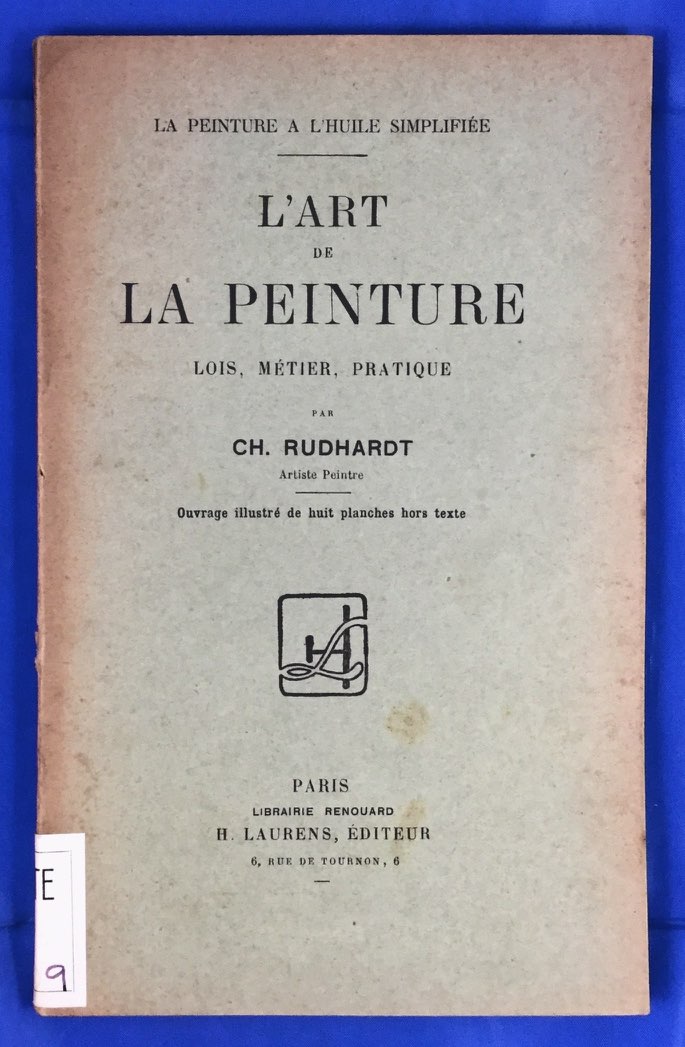 LA PEINTURE A L'HUILE SIMPLIFIÉE
L'ART
DE
LA PEINTURE
LOIS, MÉTIER, PRATIQUE
PAR
CH. RUDHARDT
Artiste Peintre
Ouvrage illustré de huit planches hors texte
HL
PARIS
LIBRAIRIE RENOUARD
H. LAURENS, ÉDITEUR
6, RUE DE TOURNON, 6
TE
9